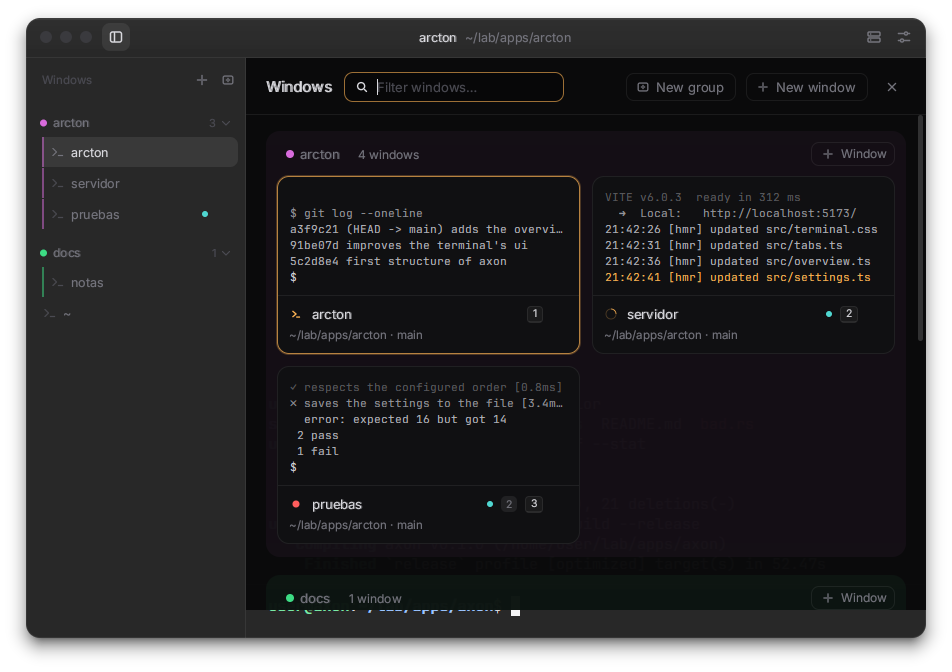 arcton ~/lab/apps/arcton
Windows
arcton 3
arcton
servidor
pruebas
docs 1
notas
~
Windows
Filter windows...
New group
New window
arcton 4 windows
Window
$ git log --oneline
a3f9c21 (HEAD -> main) adds the overvi…
91be07d improves the terminal's ui
5c2d8e4 first structure of axon
$
arcton 1
~/lab/apps/arcton · main
VITE v6.0.3 ready in 312 ms
➜ Local: http://localhost:5173/
21:42:26 [hmr] updated src/terminal.css
21:42:31 [hmr] updated src/tabs.ts
21:42:36 [hmr] updated src/overview.ts
21:42:41 [hmr] updated src/settings.ts
servidor 2
~/lab/apps/arcton · main
✓ respects the configured order [0.8ms]
✕ saves the settings to the file [3.4m…
error: expected 16 but got 14
2 pass
1 fail
$
pruebas 2 3
~/lab/apps/arcton · main
docs 1 window
Window